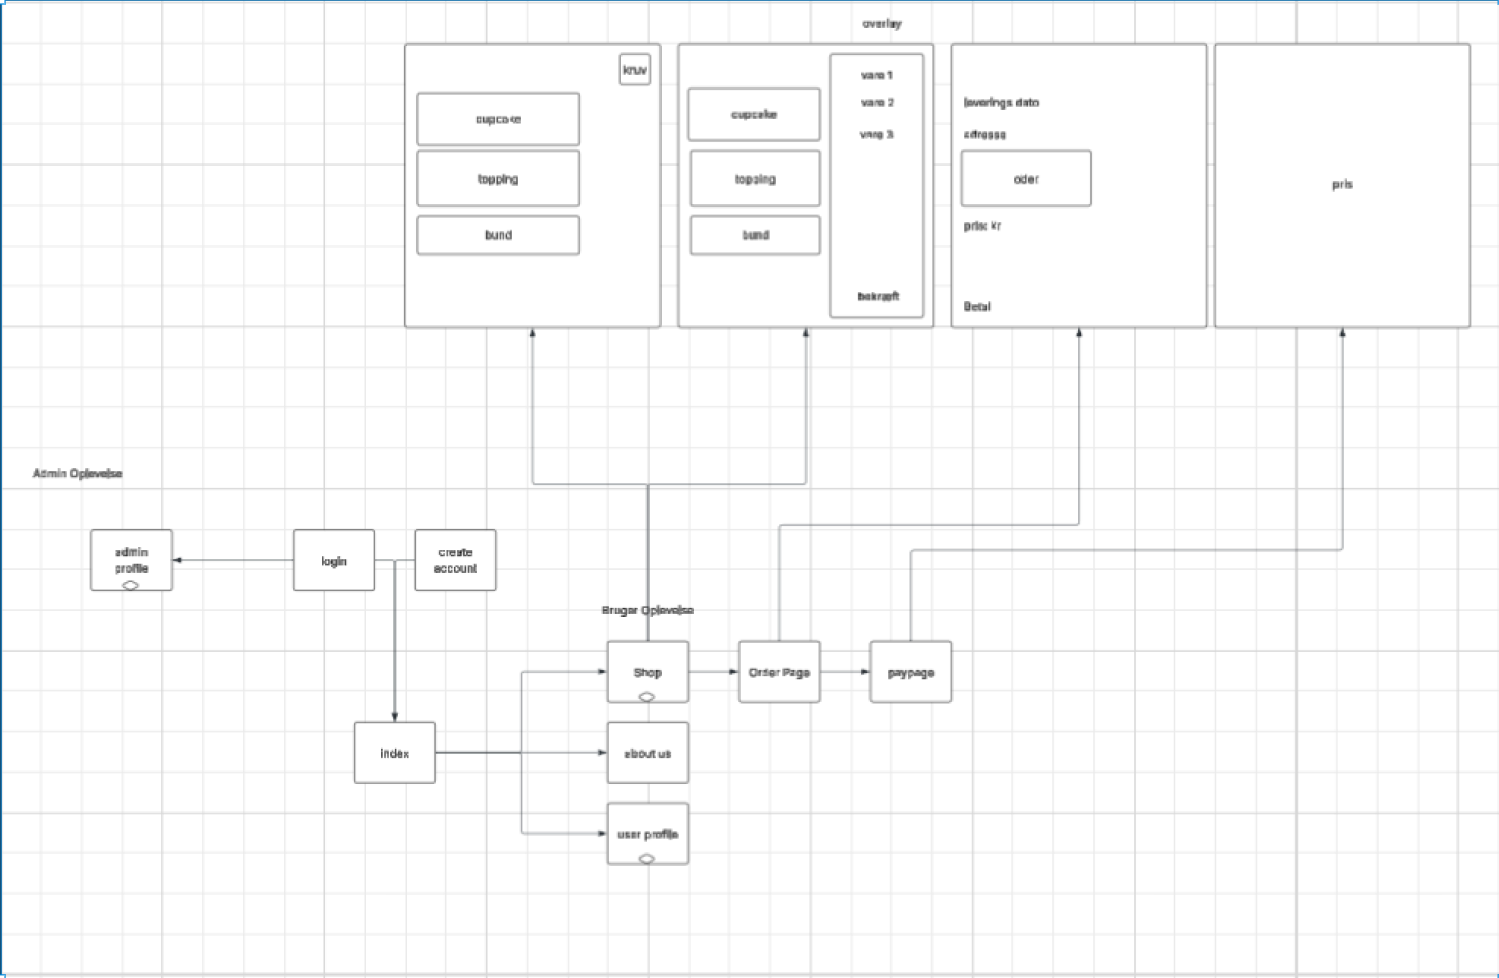 overlay
kruv
cupcake
topping
bund
cupcake
topping
bund
vare 1
vare 2
vare 3
bekræft
leverings dato
adresse
oder
pris: kr
Betal
pris
Admin Oplevelse
admin
profile
login
create
account
Bruger Oplevelse
Shop
Order Page
paypage
index
about us
user profile